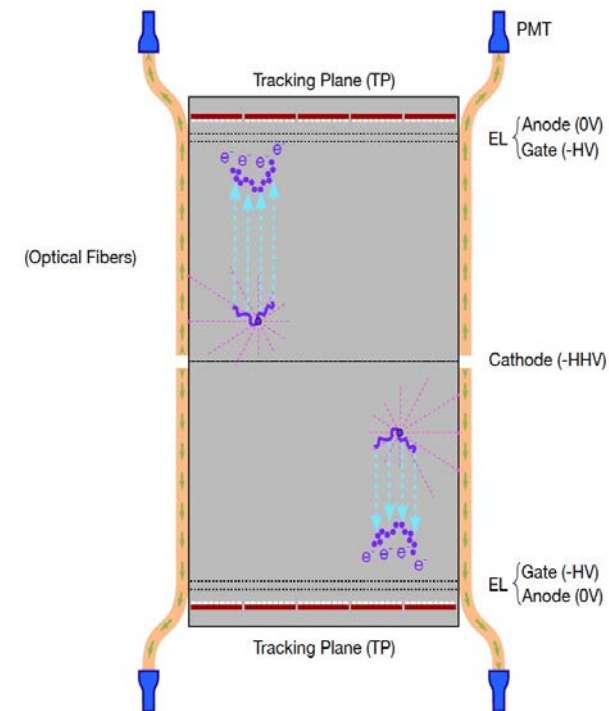 PMT
Tracking Plane (TP)
EL { Anode (0V)
Gate (-HV)
e⁻ e⁻ e⁻ e⁻
(Optical Fibers)
Cathode (-HHV)
e⁻ e⁻ e⁻ e⁻
EL { Gate (-HV)
Anode (0V)
Tracking Plane (TP)